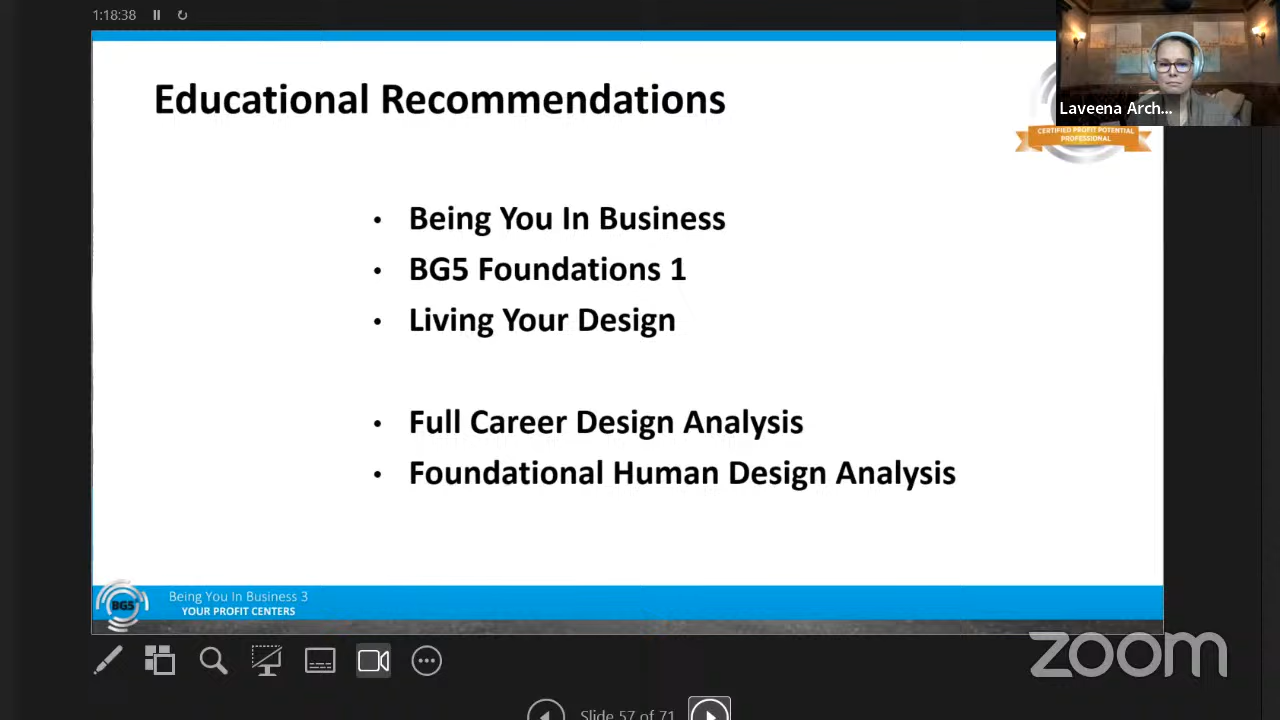 1:18:38
Educational Recommendations
Laveena Arch...
CERTIFIED PROFIT POTENTIAL
PROFESSIONAL
• Being You In Business
• BG5 Foundations 1
• Living Your Design
• Full Career Design Analysis
• Foundational Human Design Analysis
BG5
Being You In Business 3
YOUR PROFIT CENTERS
zoom
Slide 57 of 71